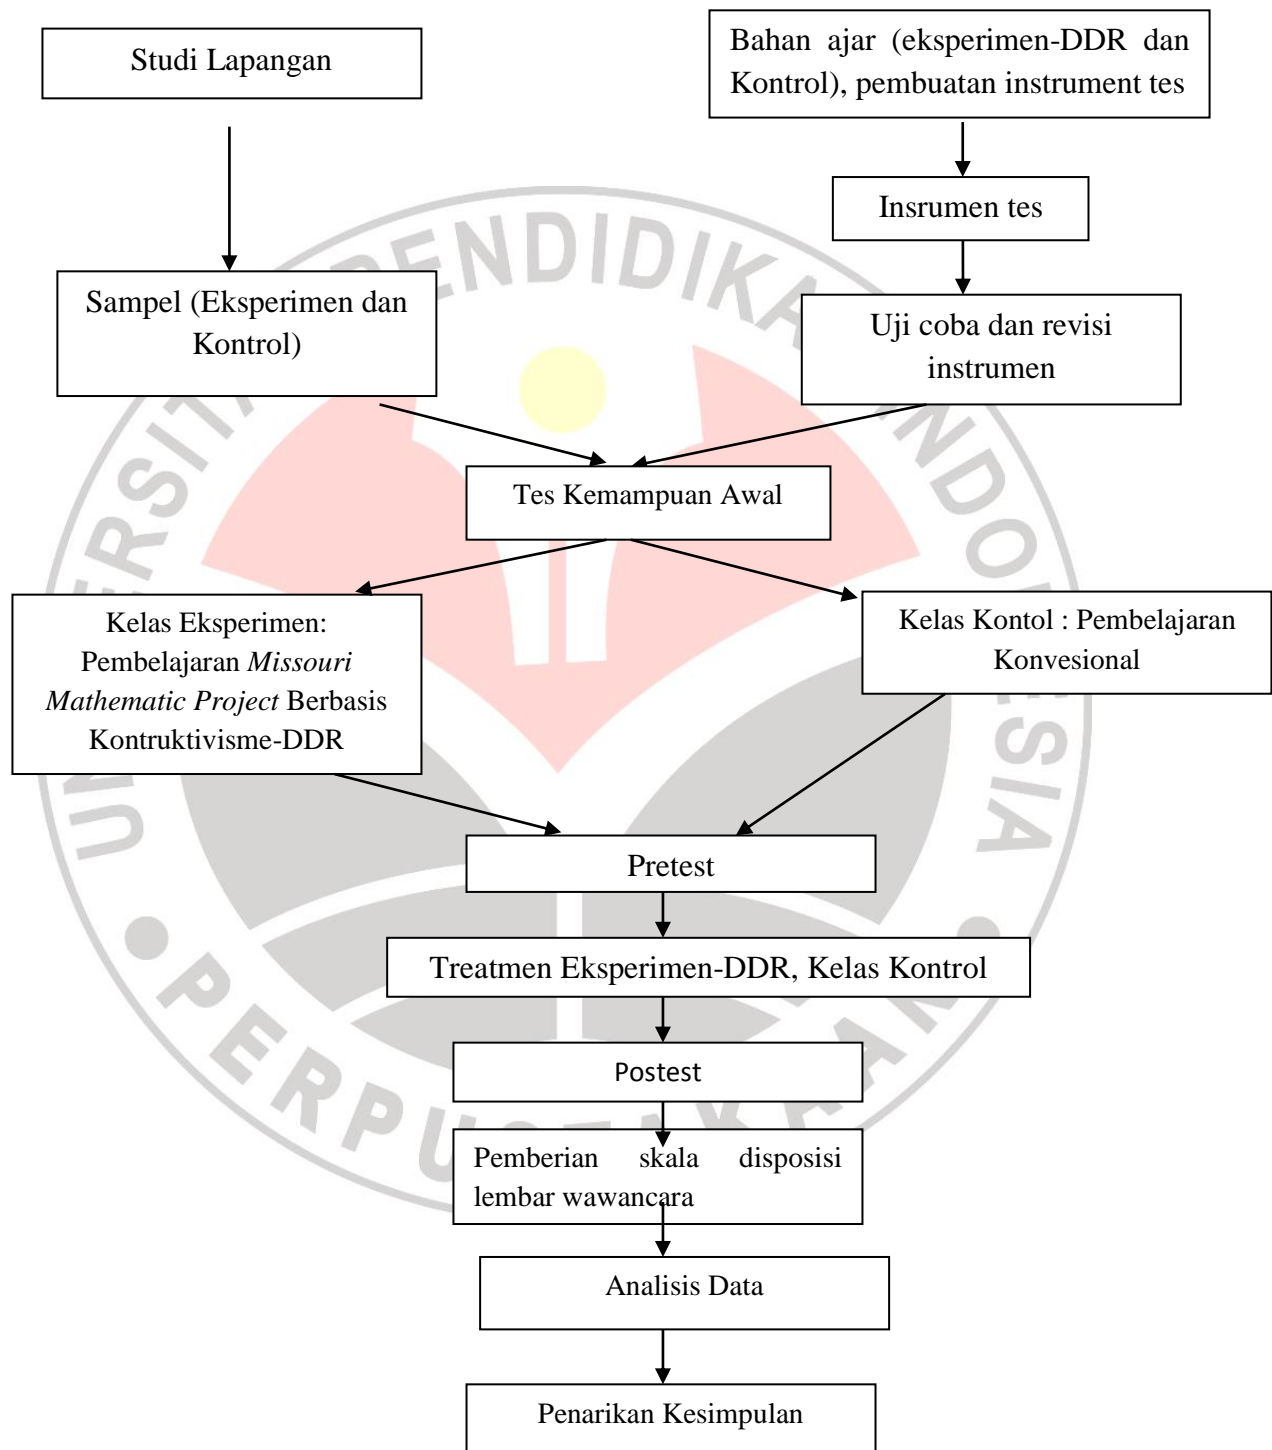 Studi Lapangan
Bahan ajar (eksperimen-DDR dan
Kontrol), pembuatan instrument tes
Insrumen tes
Sampel (Eksperimen dan
Kontrol)
Uji coba dan revisi
instrumen
Tes Kemampuan Awal
Kelas Eksperimen:
Pembelajaran Missouri
Mathematic Project Berbasis
Kontruktivisme-DDR
Kelas Kontol : Pembelajaran
Konvesional
Pretest
Treatmen Eksperimen-DDR, Kelas Kontrol
Postest
Pemberian skala disposisi
lembar wawancara
Analisis Data
Penarikan Kesimpulan